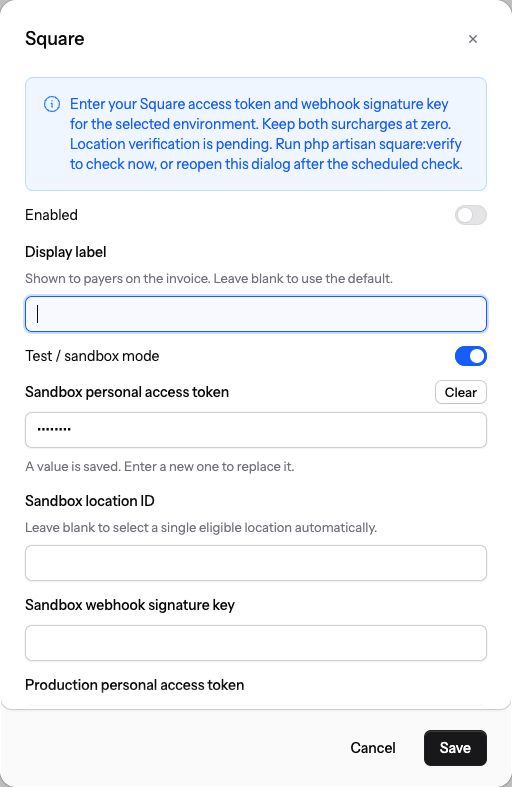 Square
Enter your Square access token and webhook signature key
for the selected environment. Keep both surcharges at zero.
Location verification is pending. Run php artisan square:verify
to check now, or reopen this dialog after the scheduled check.
Enabled
Display label
Shown to payers on the invoice. Leave blank to use the default.
Test / sandbox mode
Sandbox personal access token
Clear
••••••••
A value is saved. Enter a new one to replace it.
Sandbox location ID
Leave blank to select a single eligible location automatically.
Sandbox webhook signature key
Production personal access token
Cancel
Save